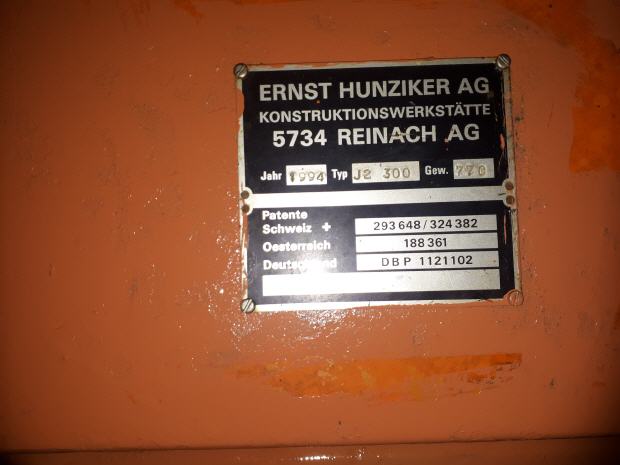 ERNST HUNZIKER AG
KONSTRUKTIONSWERKSTÄTTE
5734 REINACH AG
Jahr 1994 Typ J2 300 Gew. 770
Patente
Schweiz + 293 648/324 382
Oesterreich 188 361
Deutschland DBP 1121102